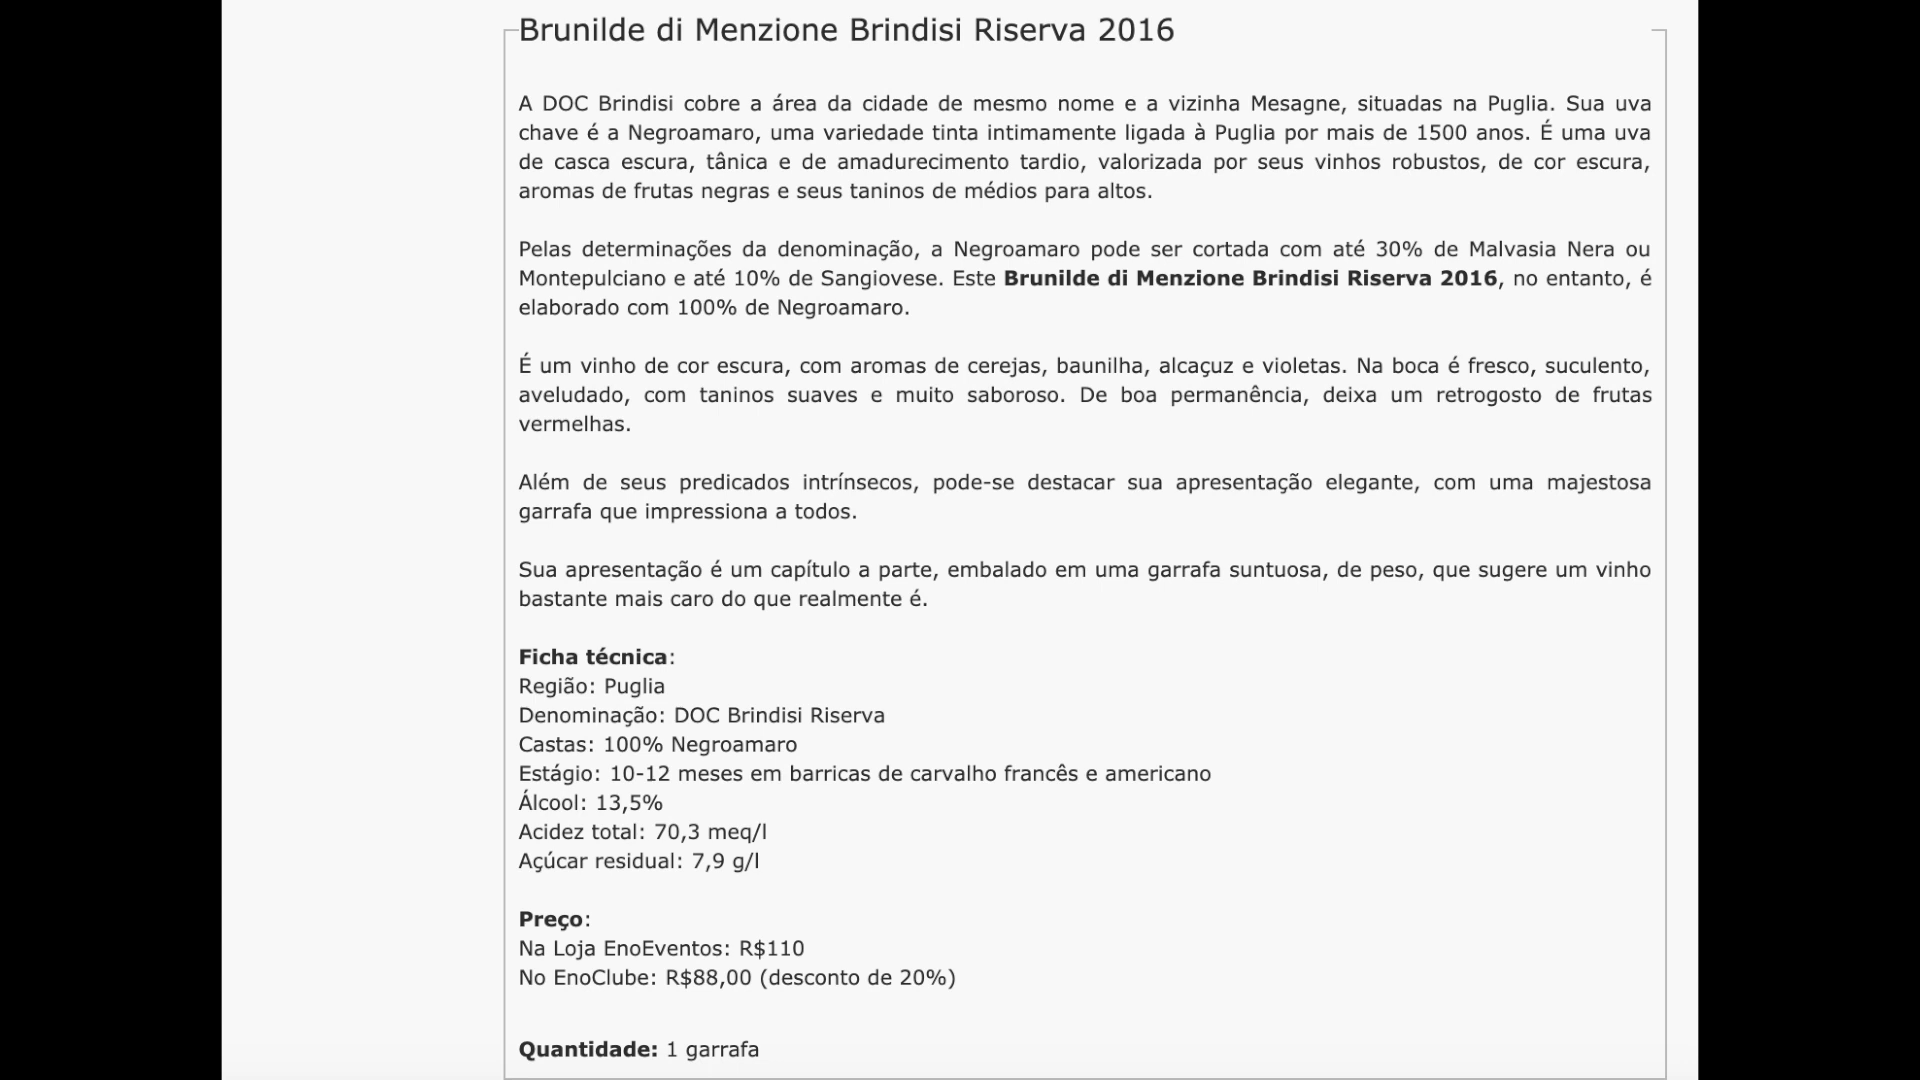 Brunilde di Menzione Brindisi Riserva 2016
A DOC Brindisi cobre a área da cidade de mesmo nome e a vizinha Mesagne, situadas na Puglia. Sua uva
chave é a Negroamaro, uma variedade tinta intimamente ligada à Puglia por mais de 1500 anos. É uma uva
de casca escura, tânica e de amadurecimento tardio, valorizada por seus vinhos robustos, de cor escura,
aromas de frutas negras e seus taninos de médios para altos.
Pelas determinações da denominação, a Negroamaro pode ser cortada com até 30% de Malvasia Nera ou
Montepulciano e até 10% de Sangiovese. Este Brunilde di Menzione Brindisi Riserva 2016, no entanto, é
elaborado com 100% de Negroamaro.
É um vinho de cor escura, com aromas de cerejas, baunilha, alcaçuz e violetas. Na boca é fresco, suculento,
aveludado, com taninos suaves e muito saboroso. De boa permanência, deixa um retrogosto de frutas
vermelhas.
Além de seus predicados intrínsecos, pode-se destacar sua apresentação elegante, com uma majestosa
garrafa que impressiona a todos.
Sua apresentação é um capítulo a parte, embalado em uma garrafa suntuosa, de peso, que sugere um vinho
bastante mais caro do que realmente é.
Ficha técnica:
Região: Puglia
Denominação: DOC Brindisi Riserva
Castas: 100% Negroamaro
Estágio: 10-12 meses em barricas de carvalho francês e americano
Álcool: 13,5%
Acidez total: 70,3 meq/l
Açúcar residual: 7,9 g/l
Preço:
Na Loja EnoEventos: R$110
No EnoClube: R$88,00 (desconto de 20%)
Quantidade: 1 garrafa